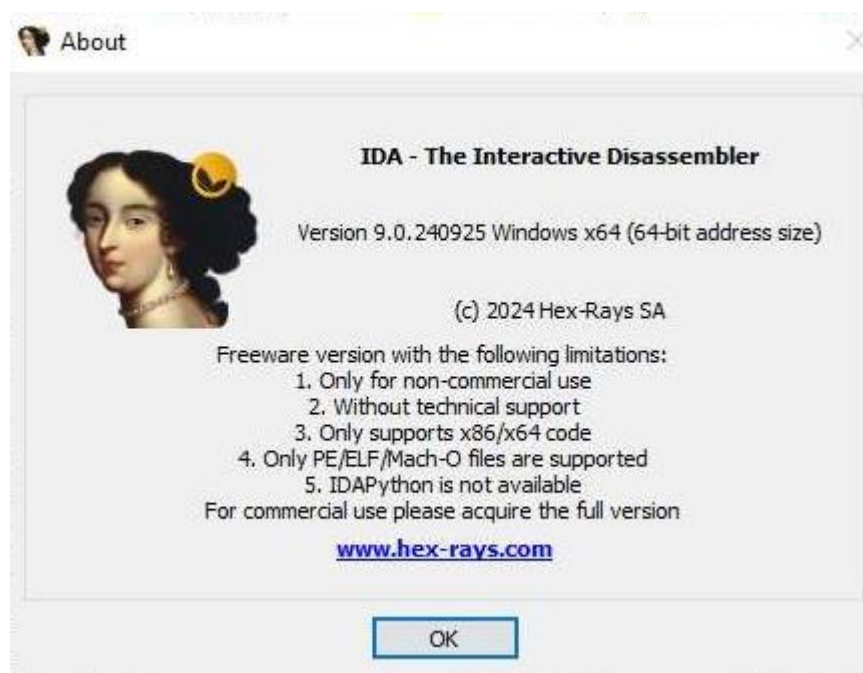 About
IDA - The Interactive Disassembler
Version 9.0.240925 Windows x64 (64-bit address size)
(c) 2024 Hex-Rays SA
Freeware version with the following limitations:
1. Only for non-commercial use
2. Without technical support
3. Only supports x86/x64 code
4. Only PE/ELF/Mach-O files are supported
5. IDAPython is not available
For commercial use please acquire the full version
www.hex-rays.com
OK